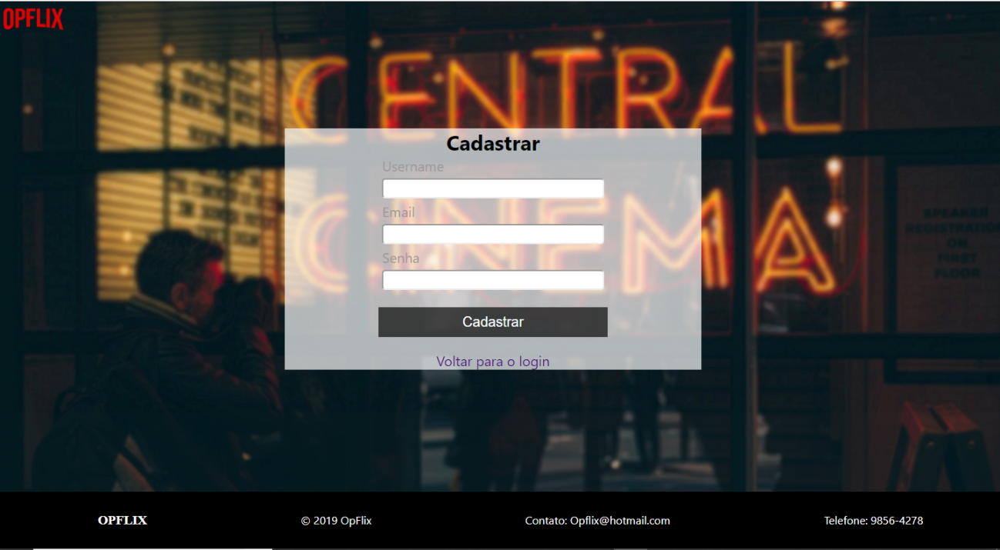 OPFLIX
CENTRAL
CINEMA
SPEAKER
REGISTRATION
ON
FIRST
FLOOR
Cadastrar
Username
Email
Senha
Cadastrar
Voltar para o login
OPFLIX
© 2019 OpFlix
Contato: Opflix@hotmail.com
Telefone: 9856-4278